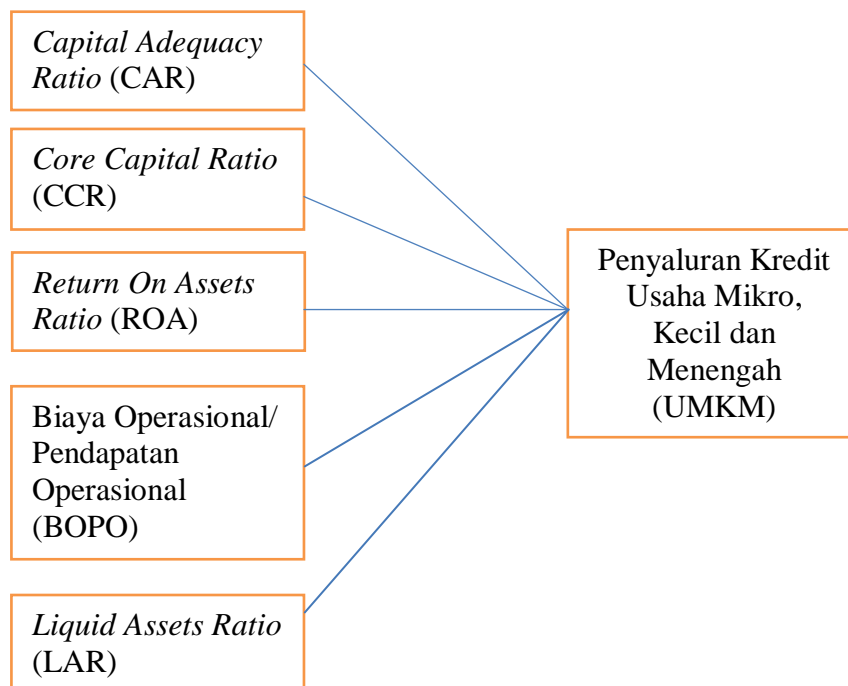 Capital Adequacy
Ratio (CAR)
Core Capital Ratio
(CCR)
Return On Assets
Ratio (ROA)
Biaya Operasional/
Pendapatan
Operasional
(BOPO)
Liquid Assets Ratio
(LAR)
Penyaluran Kredit
Usaha Mikro,
Kecil dan
Menengah
(UMKM)